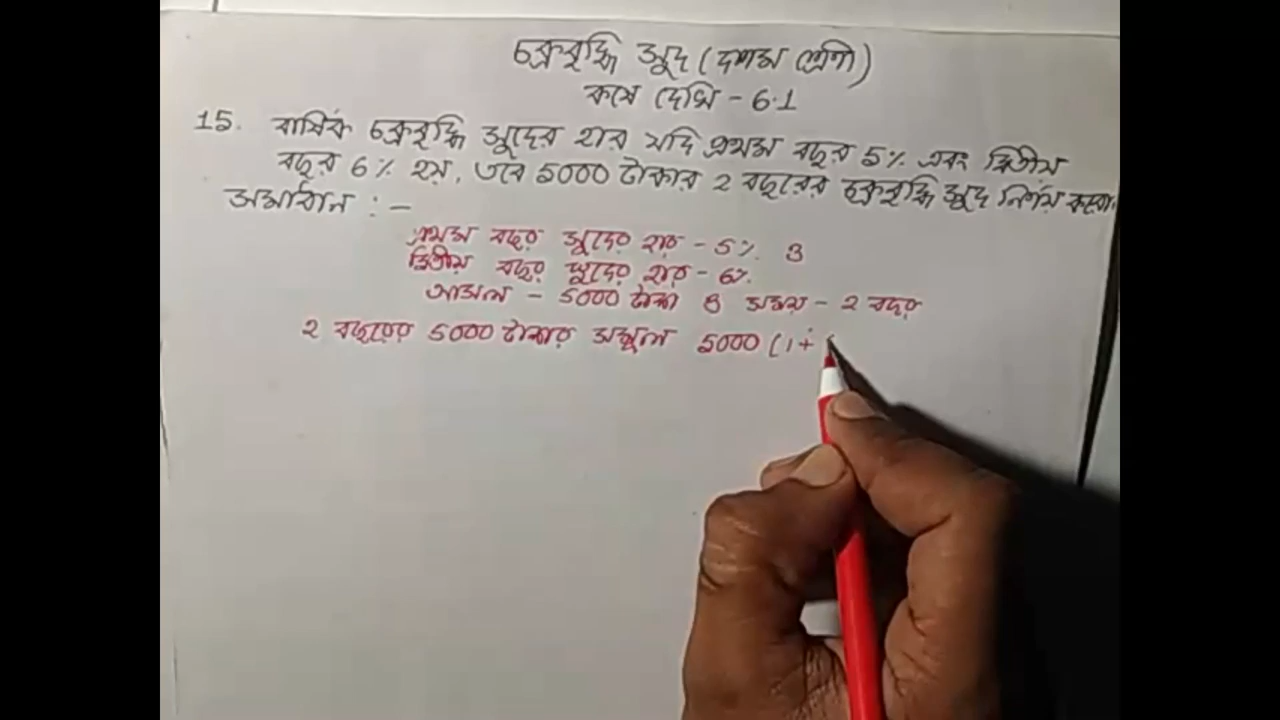 চক্রবৃদ্ধি সুদ (দশম শ্রেণী)
কষে দেখি - 6.1
15. বার্ষিক চক্রবৃদ্ধি সুদের হার যদি প্রথম বছর 5% এবং দ্বিতীয়
বছর 6% হয়, তবে 5000 টাকার 2 বছরের চক্রবৃদ্ধি সুদ নির্ণয় করো।
সমাধান : -
প্রথম বছর সুদের হার - 5% ও
দ্বিতীয় বছর সুদের হার - 6%.
আসল - 5000 টাকা ও সময় - 2 বছর
2 বছরের 5000 টাকার সমূল 5000 (1+